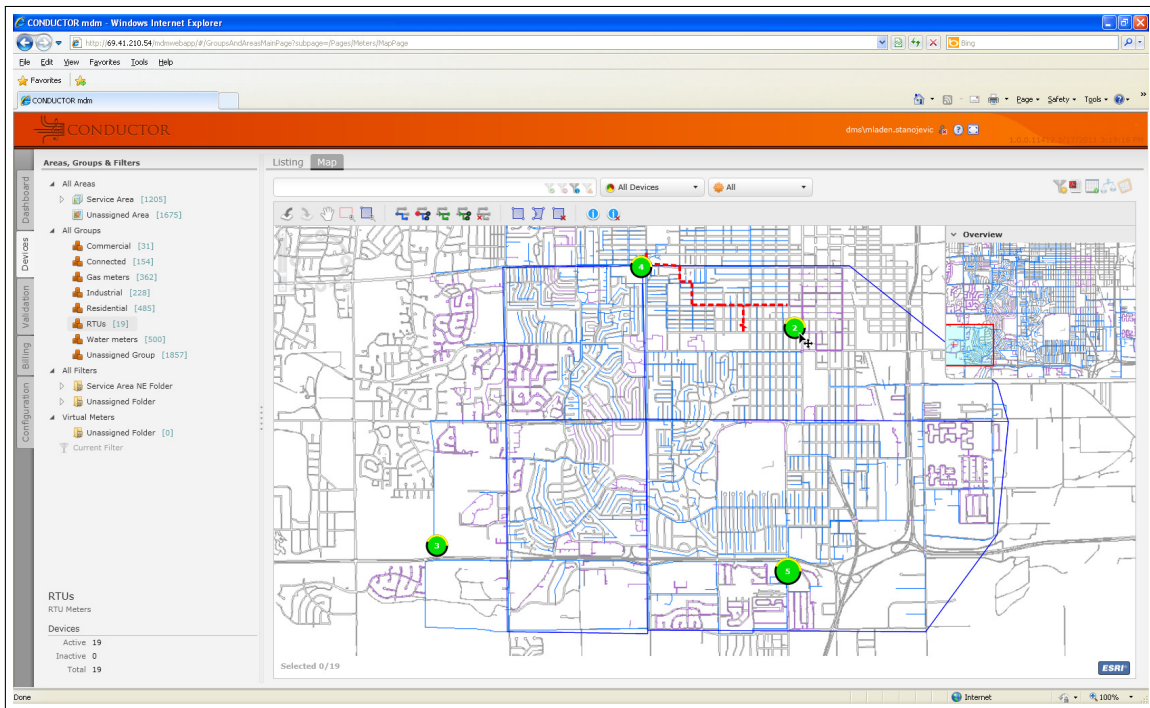 CONDUCTOR mdm - Windows Internet Explorer
http://69.41.210.54/mdmwebapp/#/GroupsAndAreasMainPage?subpage=/Pages/Meters/MapPage
Bing
File Edit View Favorites Tools Help
Favorites
CONDUCTOR mdm
Page Safety Tools
CONDUCTOR
dms\mladen.stanojevic
Areas, Groups & Filters
Listing Map
All Devices All
Dashboard
Devices
Validation
Billing
Configuration
All Areas
Service Area [1205]
Unassigned Area [1675]
All Groups
Commercial [31]
Connected [154]
Gas meters [362]
Industrial [228]
Residential [485]
RTUs [19]
Water meters [500]
Unassigned Group [1857]
All Filters
Service Area NE Folder
Unassigned Folder
Virtual Meters
Unassigned Folder [0]
Current Filter
Overview
4
2
3
5
RTUs
RTU Meters
Devices
Active 19
Inactive 0
Total 19
Selected 0/19
ESRI
Done
Internet
100%